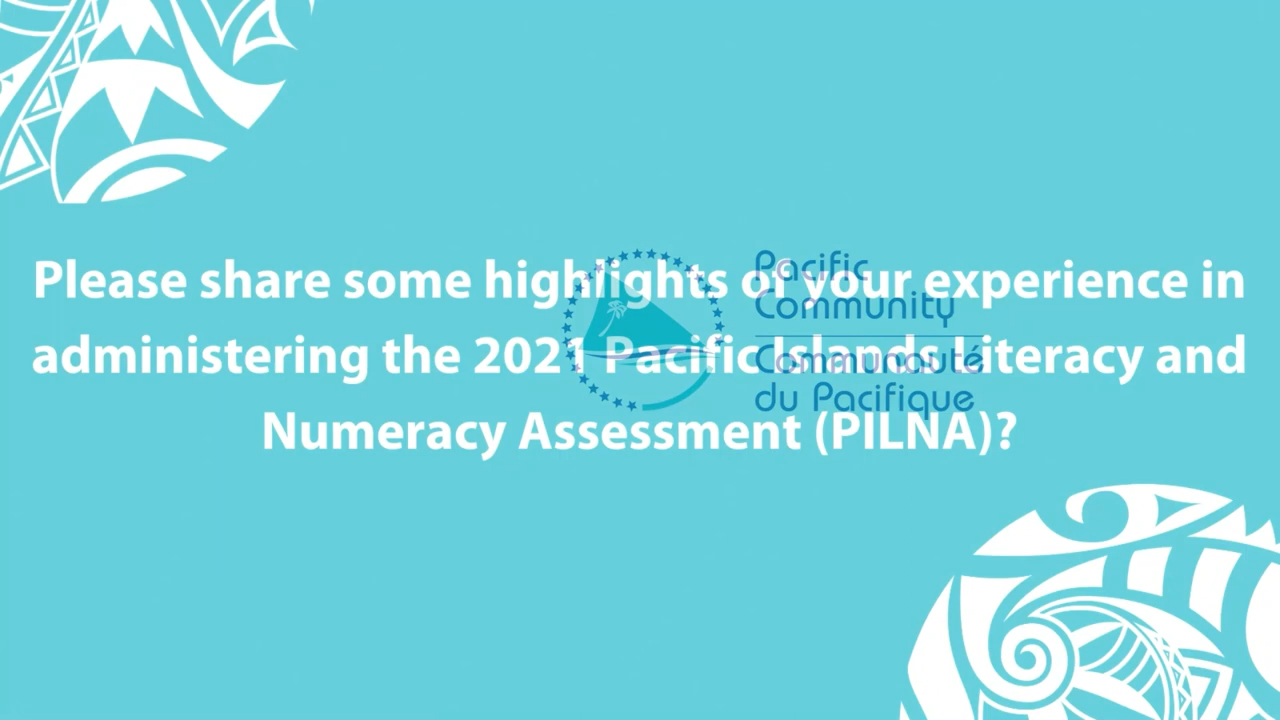 Please share some highlights of your experience in
administering the 2021 Pacific Islands Literacy and
Numeracy Assessment (PILNA)?
Pacific
Community
Communauté
du Pacifique